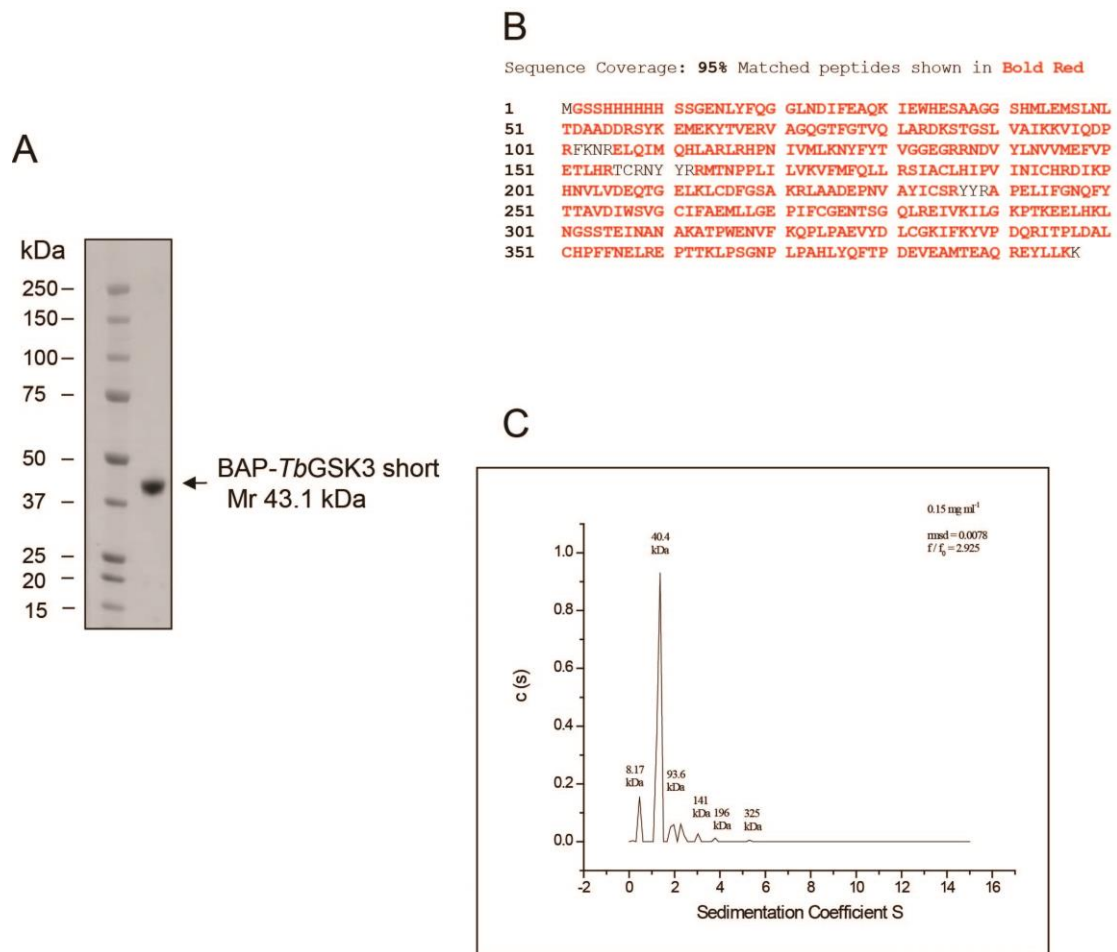 A
kDa
250
150
100
75
50
37
25
20
15
BAP-TbGSK3 short
Mr 43.1 kDa
B
Sequence Coverage: 95% Matched peptides shown in Bold Red
1 MGSSHHHHHH SSGENLYFQG GLNDIFEAQK IEWHESAAGG SHMLEMSLNL
51 TDAADDRSYK EMEKYTVERV AGQGTFGTVQ LARDKSTGSL VAIKKVIQDP
101 RFKNRELQIM QHLARLRHPN IVMLKNYFYT VGGEGRRNDV YLNVVMEFVP
151 ETLHRTCRNY YRRMTNPPLI LVKVFMFQLL RSIACLHIPV INICHRDIKP
201 HNVLVDEQTG ELKLCDFGSA KRLAADEPNV AYICSRYYRA PELIFGNQFY
251 TTAVDIWSVG CIFAEMLLGE PIFCGENTSG QLREIVKILG KPTKEELHKL
301 NGSSTEINAN AKATPWENVF KQPLPAEVYD LCGKIFKYVP DQRITPLDAL
351 CHPFFNELRE PTTKLPSGNP LPAHLYQFTP DEVEAMTEAQ REYLLKK
C
0.15 mg ml-1
rmsd = 0.0078
f / f0 = 2.925
40.4
kDa
8.17
kDa
93.6
kDa
141
kDa
196
kDa
325
kDa
1.0
0.8
0.6
0.4
0.2
0.0
c (s)
-2 0 2 4 6 8 10 12 14 16
Sedimentation Coefficient S